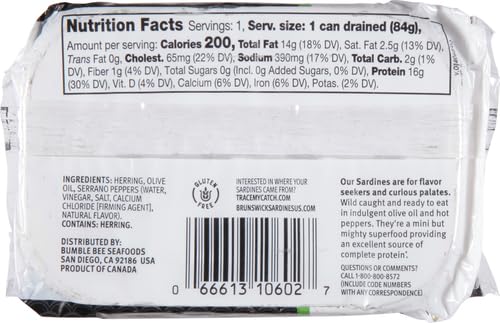 Nutrition Facts Servings: 1, Serv. size: 1 can drained (84g),
Amount per serving: Calories 200, Total Fat 14g (18% DV), Sat. Fat 2.5g (13% DV),
Trans Fat 0g, Cholest. 65mg (22% DV), Sodium 390mg (17% DV), Total Carb. 2g (1%
DV), Fiber 1g (4% DV), Total Sugars 0g (Incl. 0g Added Sugars, 0% DV), Protein 16g
(30% DV), Vit. D (4% DV), Calcium (6% DV), Iron (6% DV), Potas. (2% DV).
INGREDIENTS: HERRING, OLIVE
OIL, SERRANO PEPPERS (WATER,
VINEGAR, SALT, CALCIUM
CHLORIDE [FIRMING AGENT],
NATURAL FLAVOR).
CONTAINS: HERRING.
DISTRIBUTED BY:
BUMBLE BEE SEAFOODS
SAN DIEGO, CA 92186 USA
PRODUCT OF CANADA
GLUTEN
FREE
INTERESTED IN WHERE YOUR
SARDINES CAME FROM?
TRACEMYCATCH.COM
BRUNSWICKSARDINESUS.COM
0 66613 10602 7
Our Sardines are for flavor
seekers and curious palates.
Wild caught and ready to eat
in indulgent olive oil and hot
peppers. They're a mini but
mighty superfood providing
an excellent source of
complete protein*.
QUESTIONS OR COMMENTS?
CALL 1-800-800-8572
(INCLUDE CODE NUMBERS
WITH ANY CORRESPONDENCE)